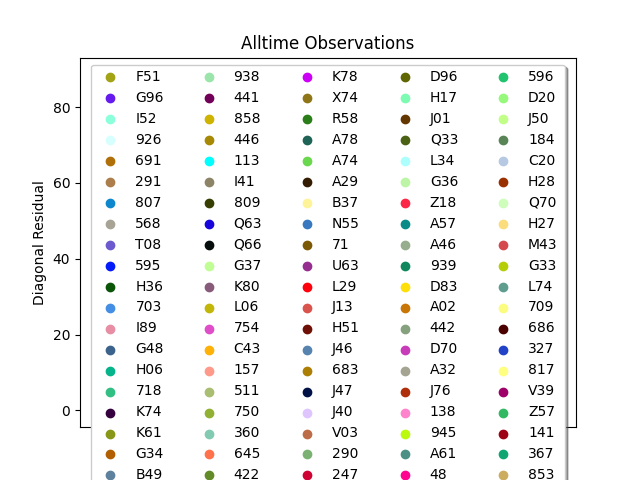 Alltime Observations
F51 938 K78 D96 596
G96 441 X74 H17 D20
I52 858 R58 J01 J50
926 446 A78 Q33 184
691 113 A74 L34 C20
291 I41 A29 G36 H28
807 809 B37 Z18 Q70
568 Q63 N55 A57 H27
T08 Q66 71 A46 M43
595 G37 U63 939 G33
H36 K80 L29 D83 L74
703 L06 J13 A02 709
I89 754 H51 442 686
G48 C43 J46 D70 327
H06 157 683 A32 817
718 511 J47 J76 V39
K74 750 J40 138 Z57
K61 360 V03 945 141
G34 645 290 A61 367
B49 422 247 48 853
80
60
40
20
0
Diagonal Residual